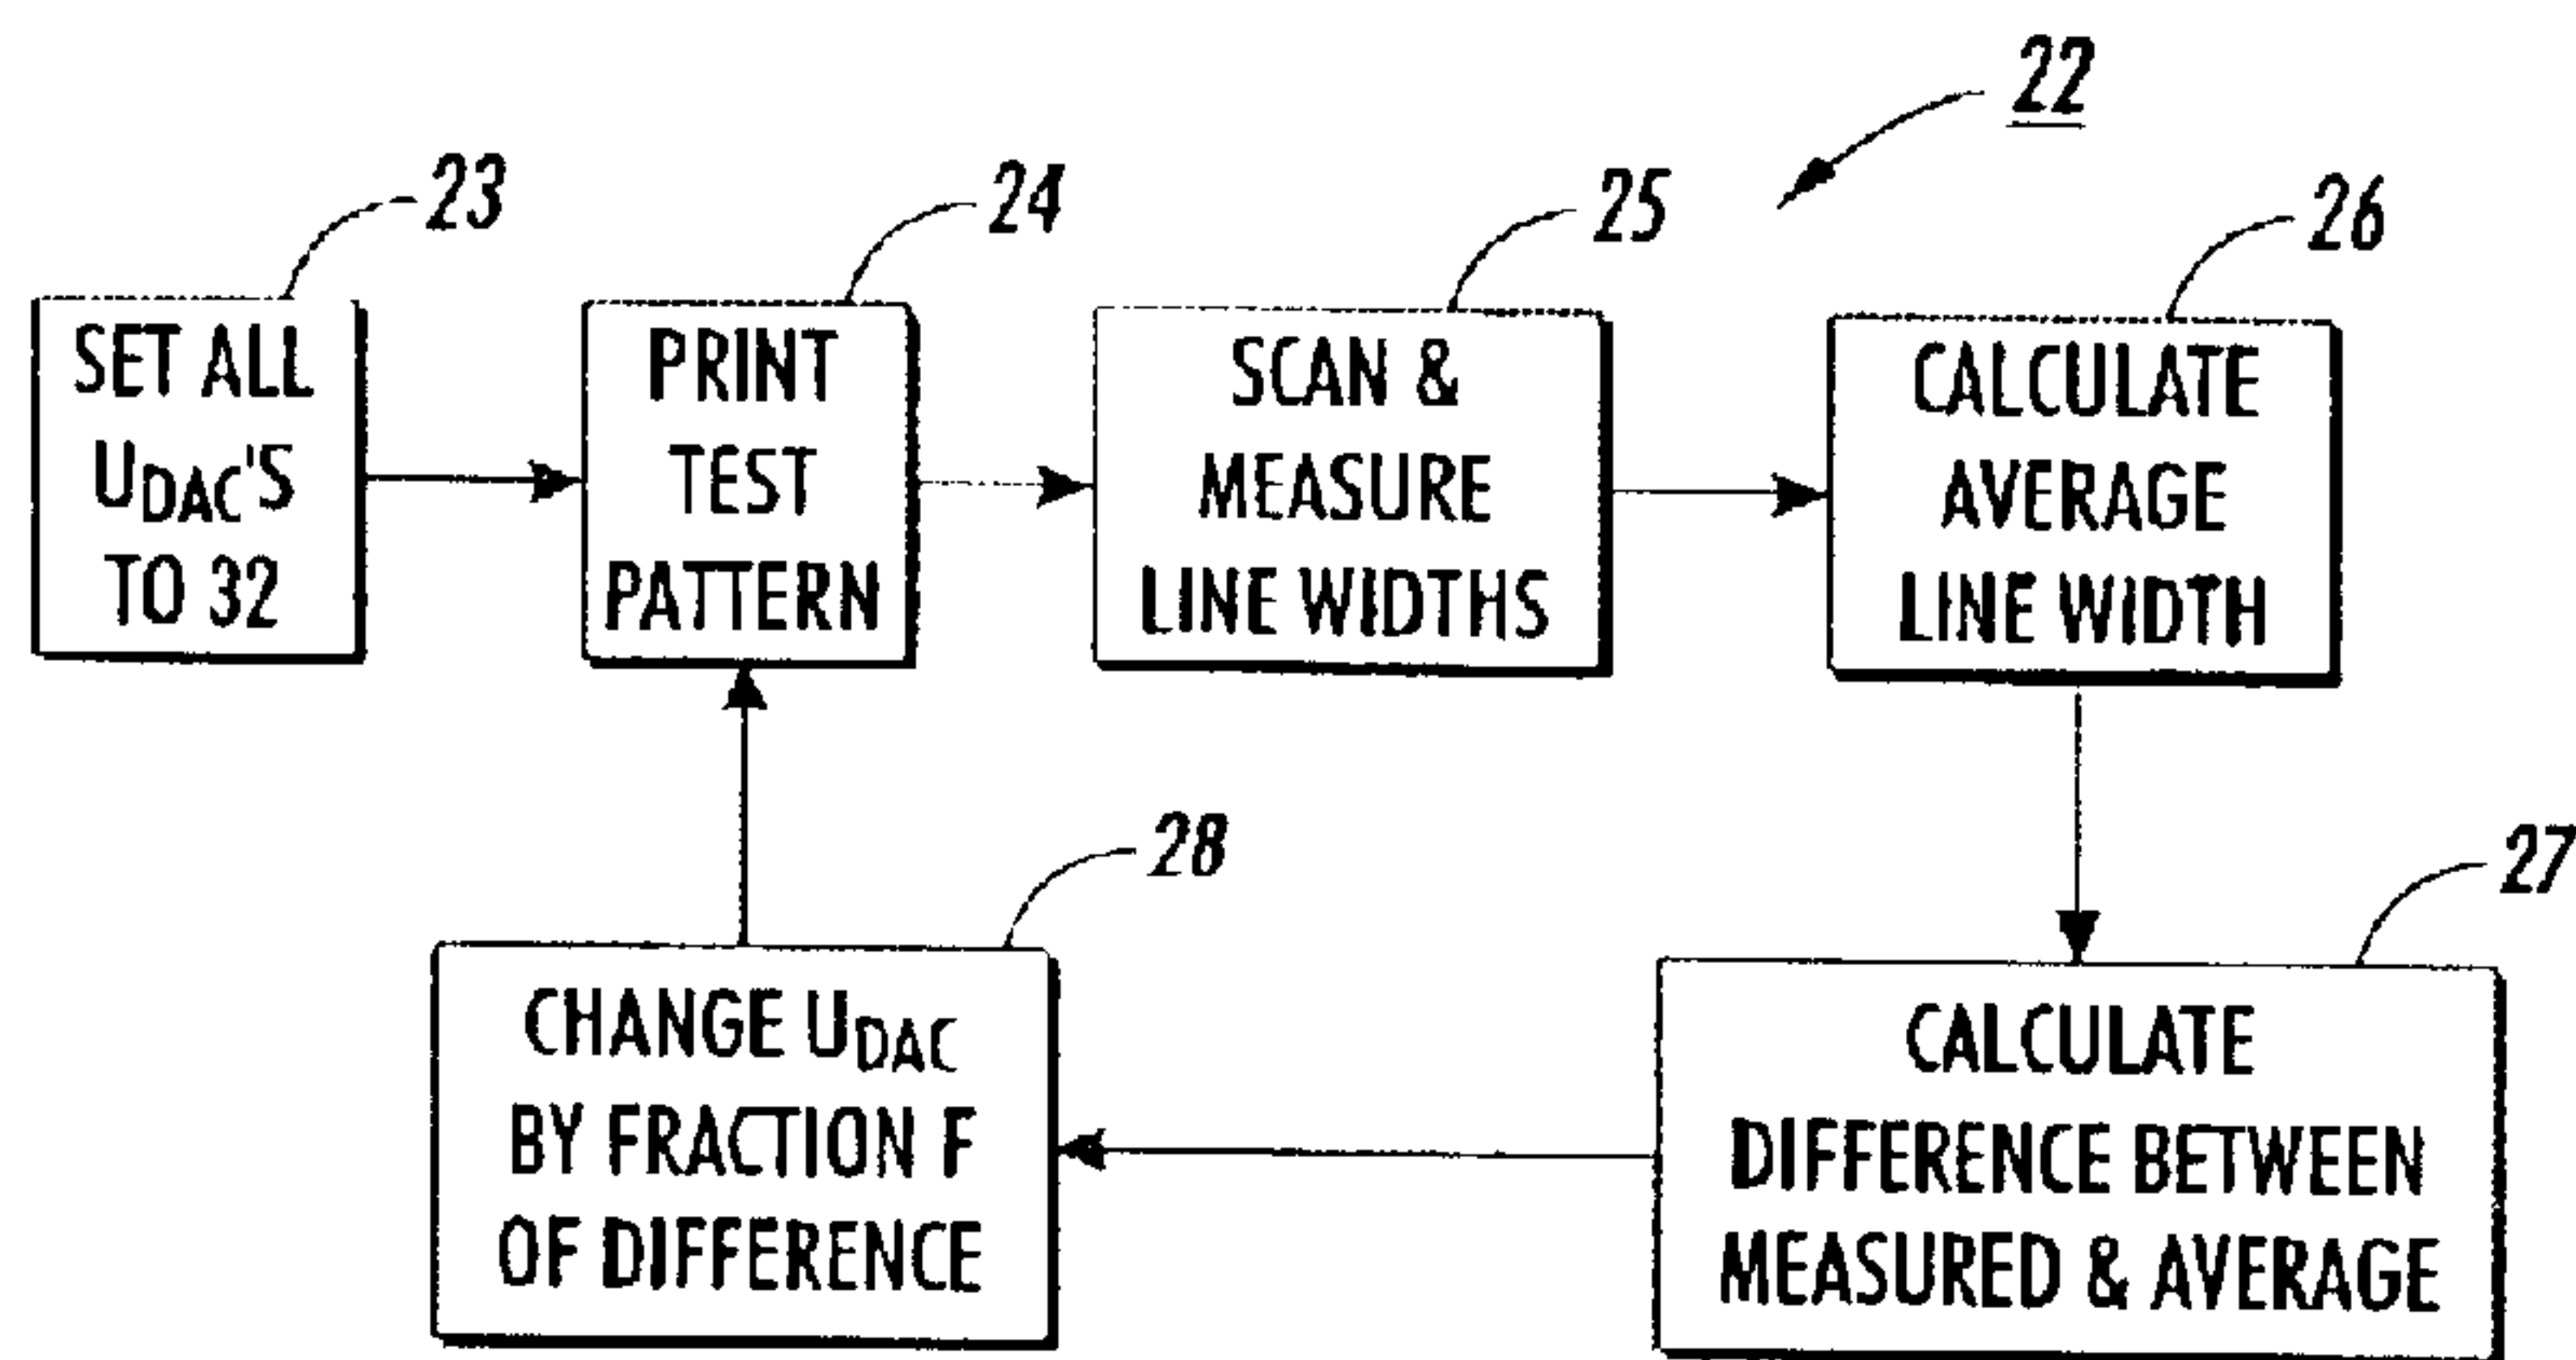 22
23
24
25
26
SET ALL
UDAC'S
TO 32
PRINT
TEST
PATTERN
SCAN &
MEASURE
LINE WIDTHS
CALCULATE
AVERAGE
LINE WIDTH
28
27
CHANGE UDAC
BY FRACTION F
OF DIFFERENCE
CALCULATE
DIFFERENCE BETWEEN
MEASURED & AVERAGE